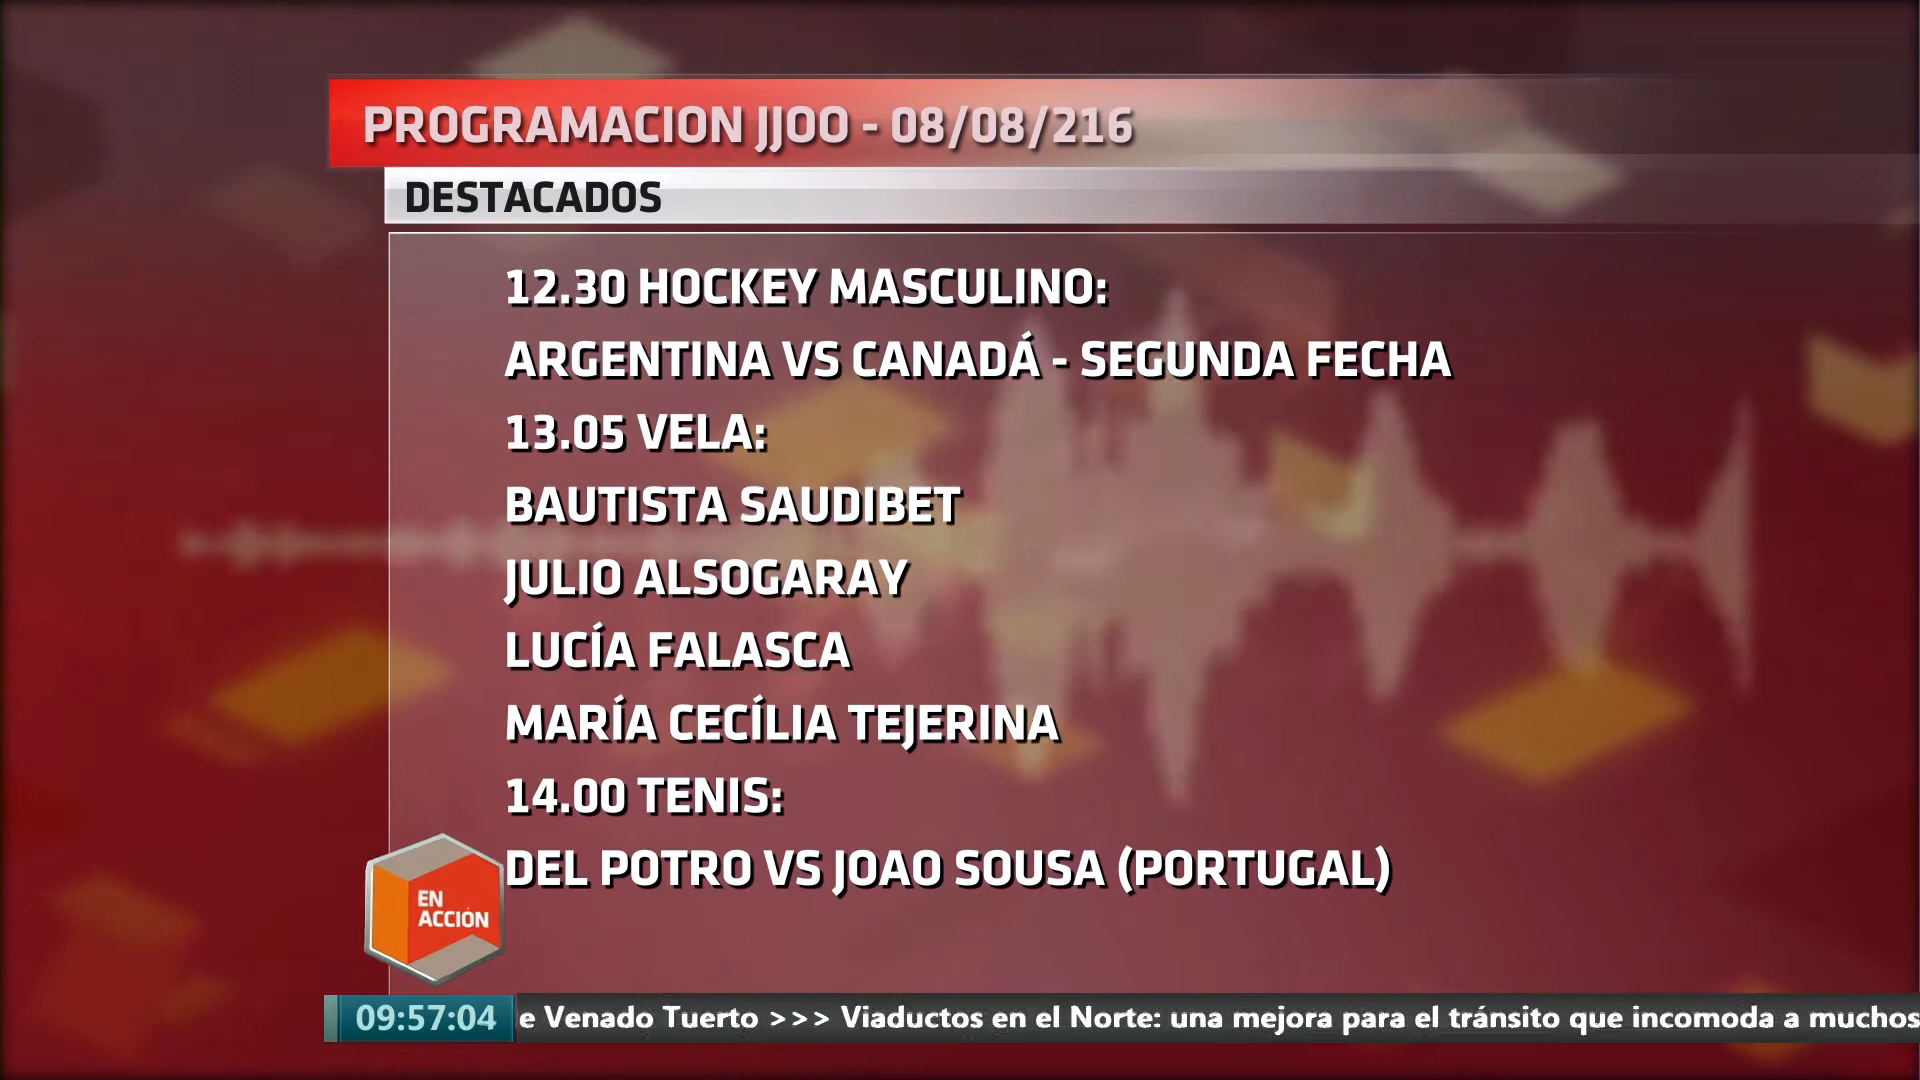 PROGRAMACION JJOO - 08/08/216
DESTACADOS
12.30 HOCKEY MASCULINO:
ARGENTINA VS CANADÁ - SEGUNDA FECHA
13.05 VELA:
BAUTISTA SAUDIBET
JULIO ALSOGARAY
LUCÍA FALASCA
MARÍA CECÍLIA TEJERINA
14.00 TENIS:
DEL POTRO VS JOAO SOUSA (PORTUGAL)
EN
ACCIÓN
09:57:04 e Venado Tuerto >>> Viaductos en el Norte: una mejora para el tránsito que incomoda a muchos